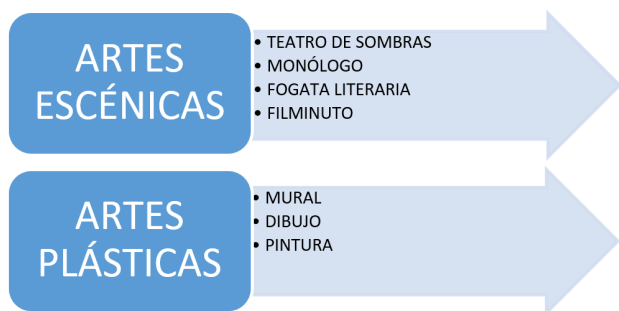 ARTES
ESCÉNICAS
• TEATRO DE SOMBRAS
• MONÓLOGO
• FOGATA LITERARIA
• FILMINUTO
ARTES
PLÁSTICAS
• MURAL
• DIBUJO
• PINTURA